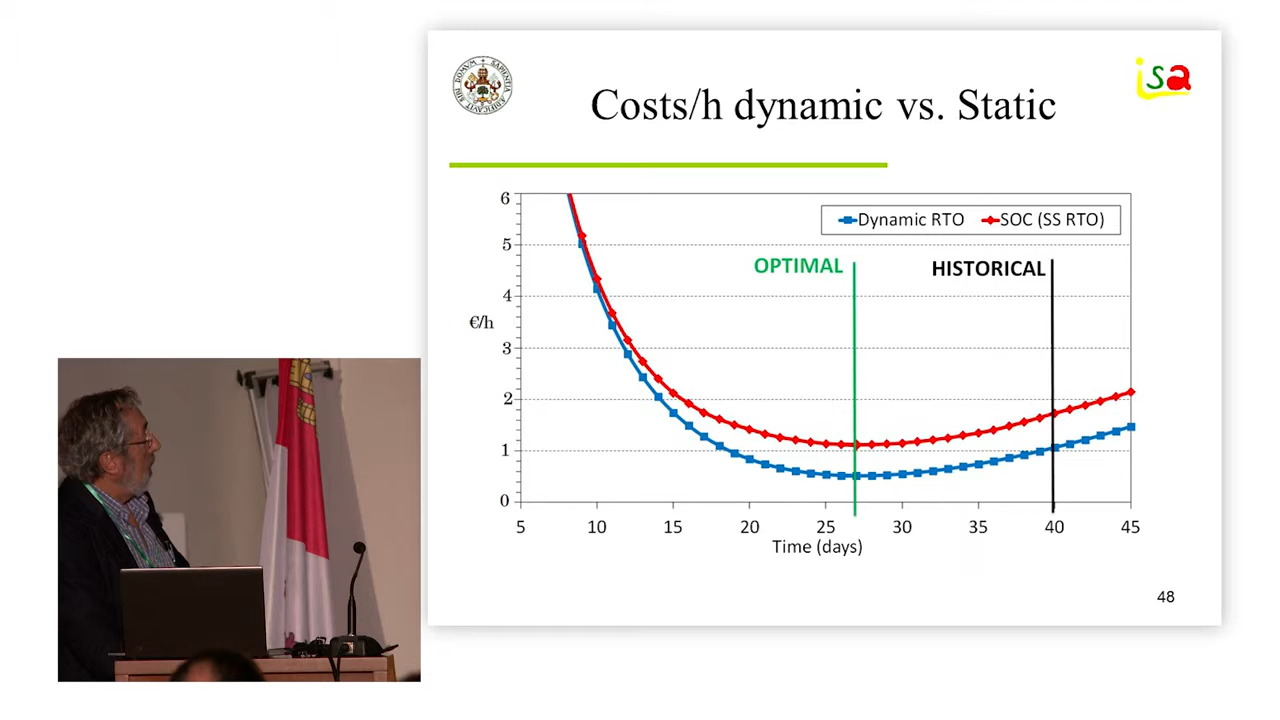 Costs/h dynamic vs. Static
isa
6
5
4
3
2
1
0
€/h
Dynamic RTO
SOC (SS RTO)
OPTIMAL
HISTORICAL
5 10 15 20 25 30 35 40 45
Time (days)
48